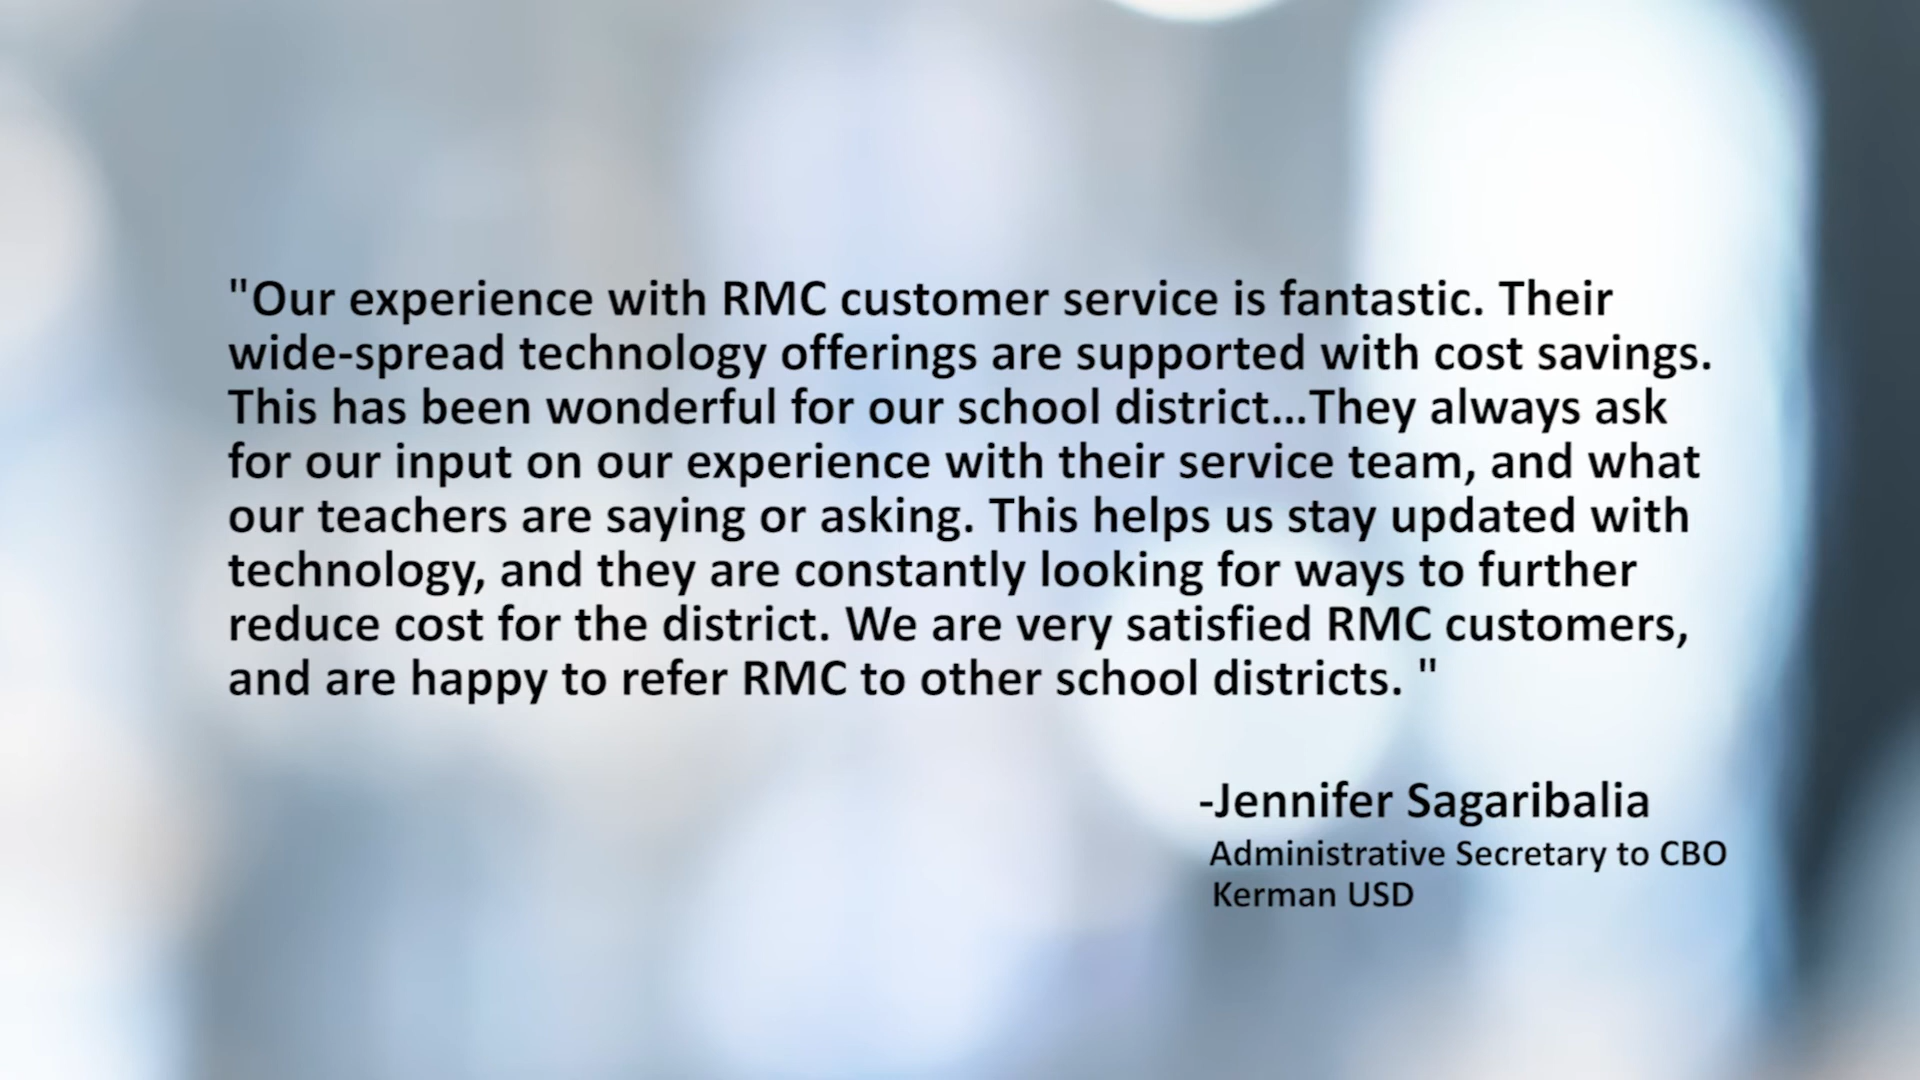 "Our experience with RMC customer service is fantastic. Their
wide-spread technology offerings are supported with cost savings.
This has been wonderful for our school district...They always ask
for our input on our experience with their service team, and what
our teachers are saying or asking. This helps us stay updated with
technology, and they are constantly looking for ways to further
reduce cost for the district. We are very satisfied RMC customers,
and are happy to refer RMC to other school districts. "
-Jennifer Sagaribalia
Administrative Secretary to CBO
Kerman USD